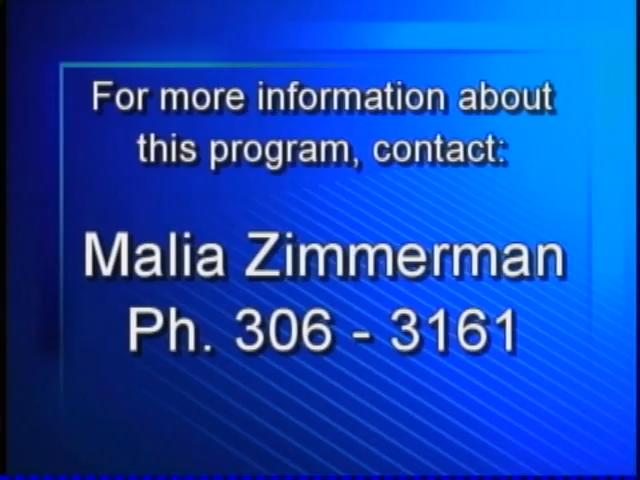 For more information about
this program, contact:
Malia Zimmerman
Ph. 306 - 3161